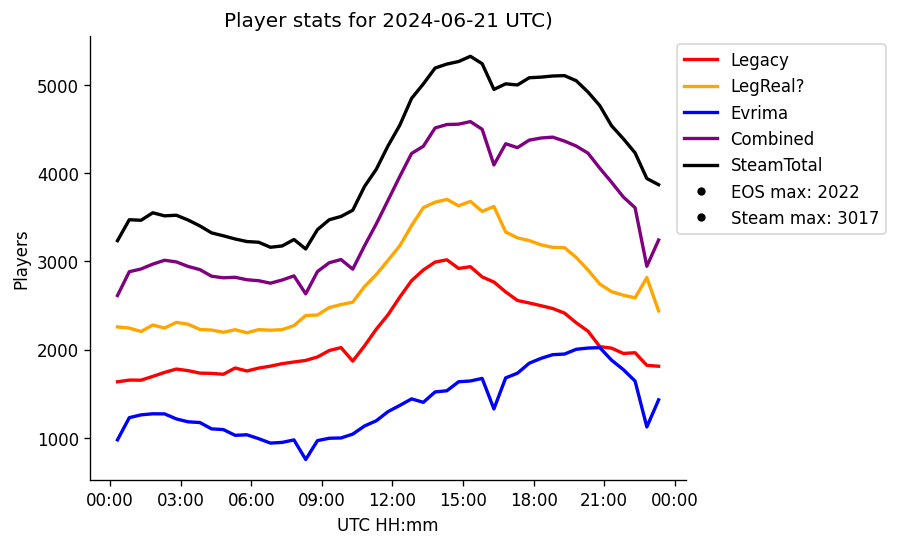 Player stats for 2024-06-21 UTC)
Players
5000
4000
3000
2000
1000
00:00 03:00 06:00 09:00 12:00 15:00 18:00 21:00 00:00
UTC HH:mm
Legacy
LegReal?
Evrima
Combined
SteamTotal
EOS max: 2022
Steam max: 3017